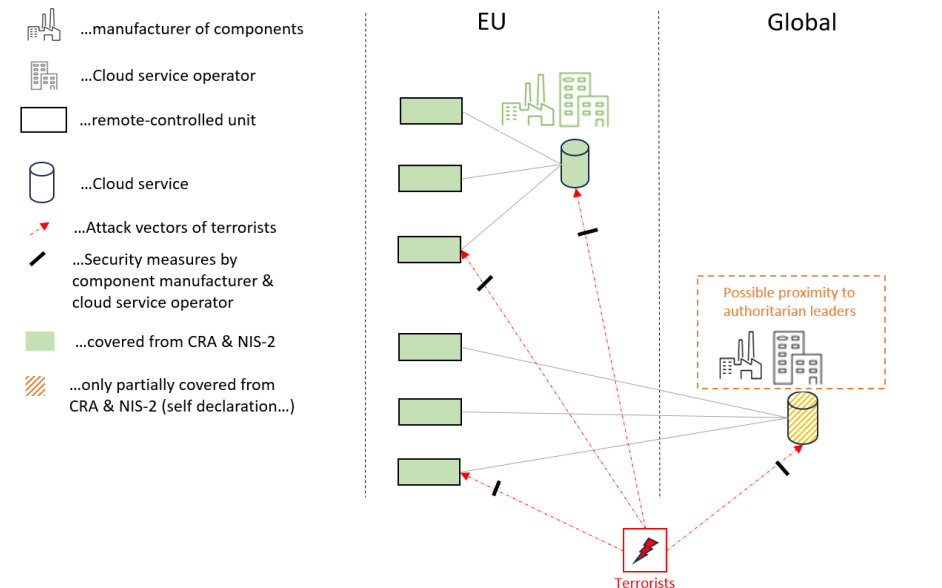 EU
Global
...manufacturer of components
...Cloud service operator
...remote-controlled unit
...Cloud service
...Attack vectors of terrorists
...Security measures by
component manufacturer &
cloud service operator
...covered from CRA & NIS-2
...only partially covered from
CRA & NIS-2 (self declaration...)
Possible proximity to
authoritarian leaders
Terrorists